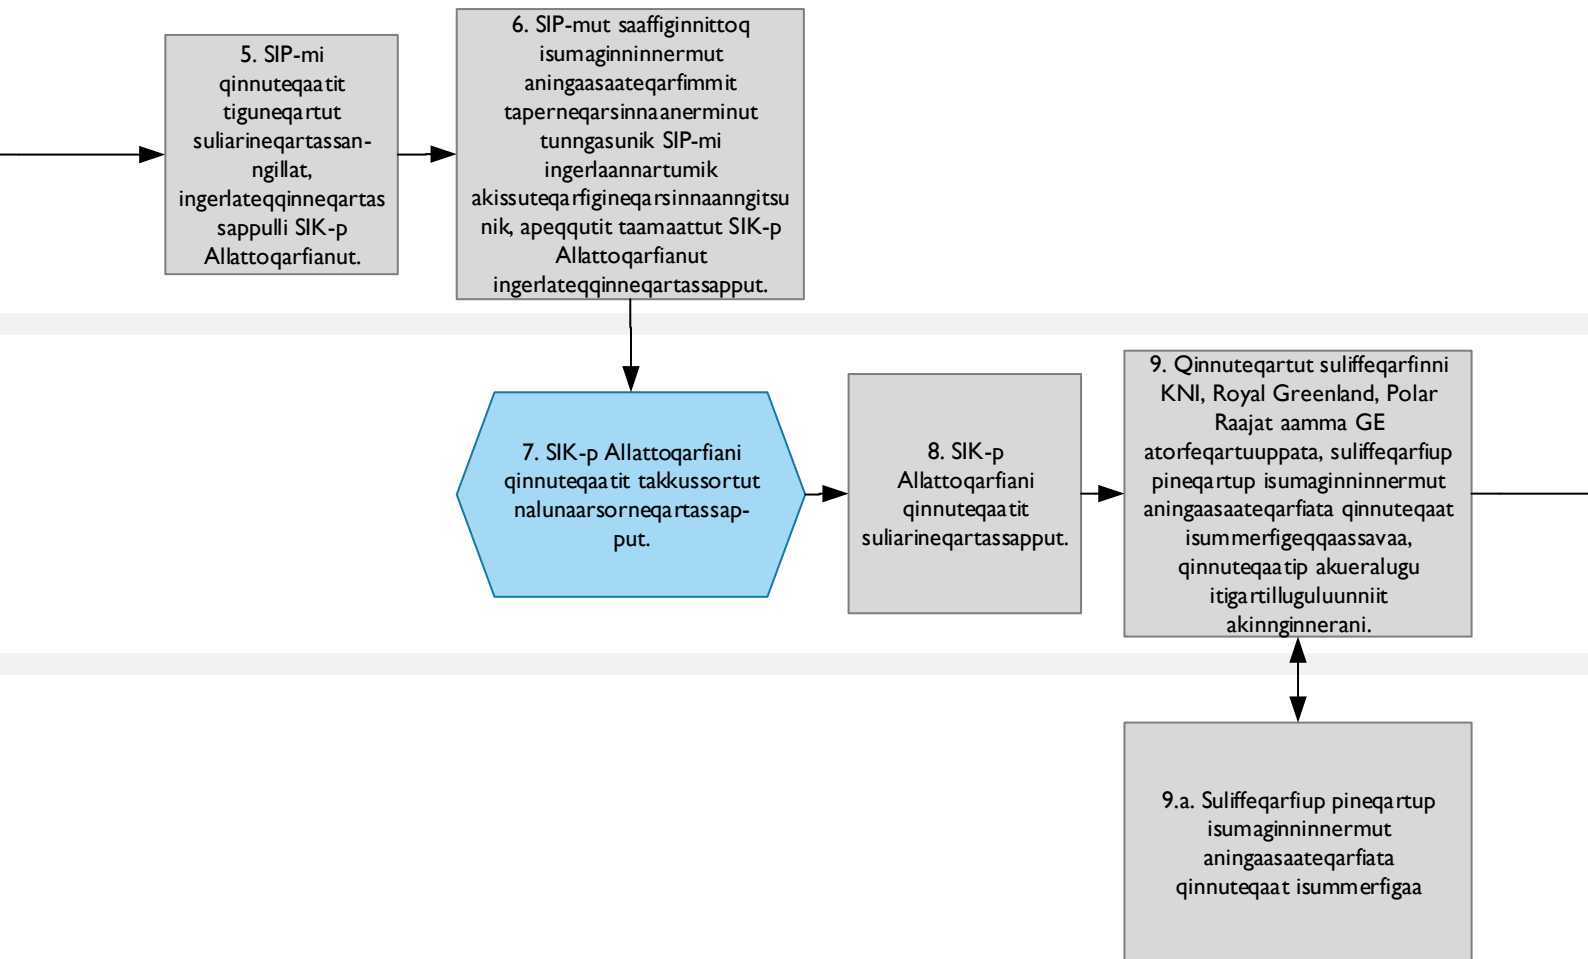 5. SIP-mi
qinnuteqaatit
tiguneqartut
suliarineqartassan-
ngillat,
ingerlateqqinneqartas
sappulli SIK-p
Allattoqarfianut.
6. SIP-mut saaffiginnittoq
isumaginninnermut
aningaasaateqarfimmit
taperneqarsinnaanerminut
tunngasunik SIP-mi
ingerlaannartumik
akissuteqarfigineqarsinnaanngitsu
nik, apeqqutit taamaattut SIK-p
Allattoqarfianut
ingerlateqqinneqartassapput.
7. SIK-p Allattoqarfiani
qinnuteqaatit takkussortut
nalunaarsorneqartassap-
put.
8. SIK-p
Allattoqarfiani
qinnuteqaatit
suliarineqartassapput.
9. Qinnuteqartut suliffeqarfinni
KNI, Royal Greenland, Polar
Raajat aamma GE
atorfeqartuuppata, suliffeqarfiup
pineqartup isumaginninnermut
aningaasaateqarfiata qinnuteqaat
isummerfigeqqaassavaa,
qinnuteqaatip akueralugu
itigartilluguluunniit
akinnginnerani.
9.a. Suliffeqarfiup pineqartup
isumaginninnermut
aningaasaateqarfiata
qinnuteqaat isummerfigaa